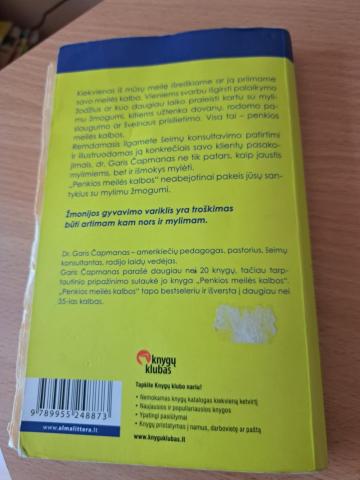 Kiekvienas iš mūsų meilę išreiškiame ar ją priimame
savo meilės kalba. Vieniems svarbu išgirsti palaikymo
žodžius ar kuo daugiau laiko praleisti kartu su myli-
mu žmogumi, kitiems užtenka dovanų, rodomo pa-
slaugumo ar švelnaus prisilietimo. Visa tai – penkios
meilės kalbos.
Remdamasis ilgamete šeimų konsultavimo patirtimi
ir iliustruodamas ją konkrečiais savo klientų pasako-
jimais, dr. Garis Čapmanas ne tik patars, kaip jaustis
mylimiems, bet ir išmokys mylėti.
„Penkios meilės kalbos“ neabejotinai pakeis jūsų san-
tykius su mylimu žmogumi.
Žmonijos gyvavimo variklis yra troškimas
būti artimam kam nors ir mylimam.
Dr. Garis Čapmanas – amerikiečių pedagogas, pastorius, šeimų
konsultantas, radijo laidų vedėjas.
Garis Čapmanas parašė daugiau nei 20 knygų, tačiau tarp-
tautinio pripažinimo sulaukė jo knyga „Penkios meilės kalbos“.
„Penkios meilės kalbos“ tapo bestseleriu ir išversta į daugiau nei
35-ias kalbas.
knygų
klubas
Tapkite Knygų klubo nariu!
• Nemokamas knygų katalogas kiekvieną ketvirtį
• Naujausios ir populiariausios knygos
• Ypatingi pasiūlymai
• Knygų pristatymas į namus, darbovietę ar paštą
www.knyguklubas.lt
9 789955 248873
www.almalittera.lt